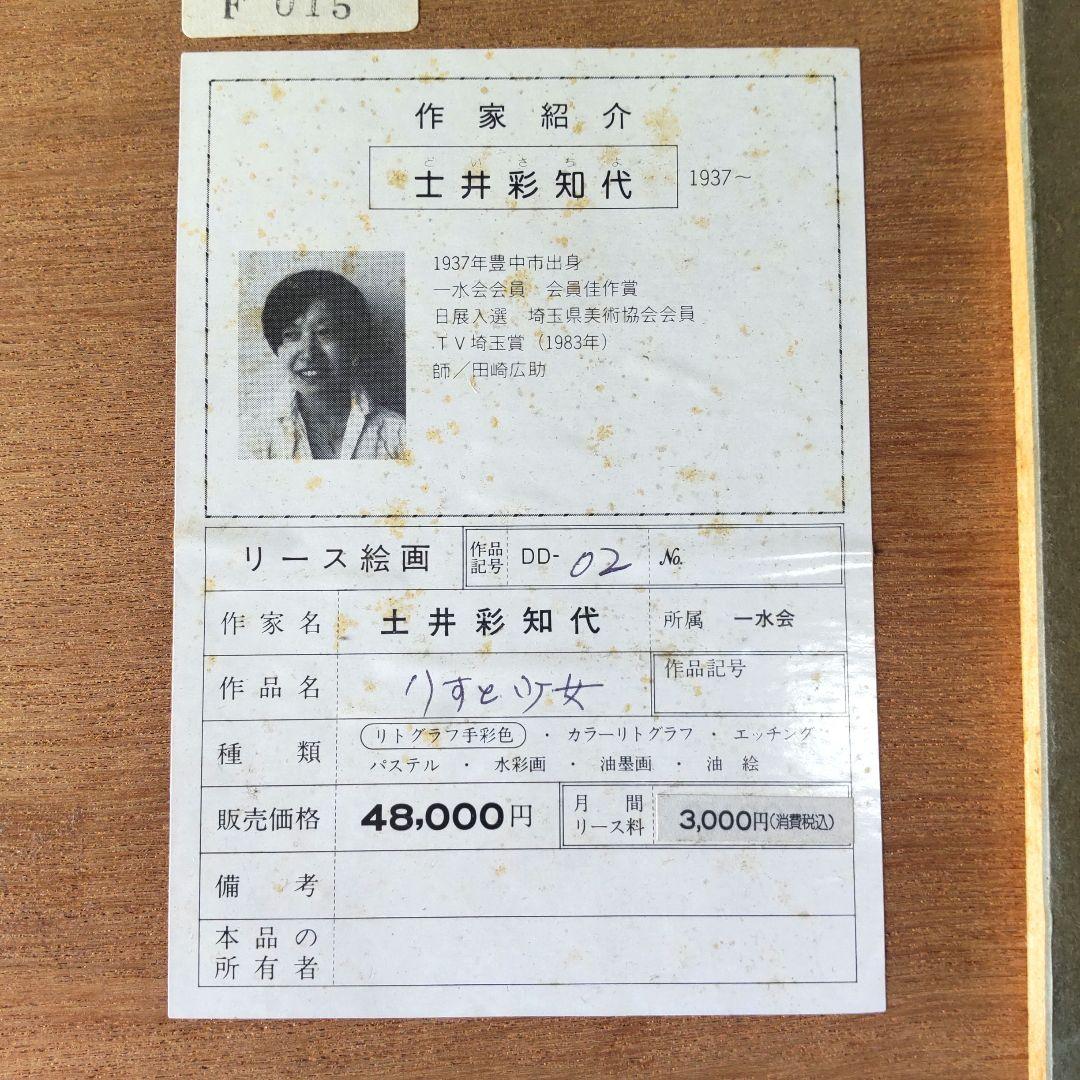 F 015
作家紹介
どいさちよ
土井彩知代 1937～
1937年豊中市出身
一水会会員 会員佳作賞
日展入選 埼玉県美術協会会員
TV埼玉賞（1983年）
師／田崎広助
リース絵画 作品記号 DD-02 No.
作家名 土井彩知代 所属 一水会
作品名 りすと少女 作品記号
種類 リトグラフ手彩色・カラーリトグラフ・エッチング
パステル・水彩画・油墨画・油絵
販売価格 48,000円 月間リース料 3,000円(消費税込)
備考
本品の
所有者